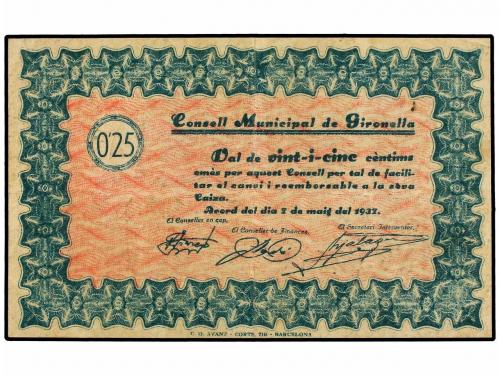 Consell Municipal de Gironella
0'25
Val de vint-i-cinc cèntims
emès per aquest Consell per tal de facili-
tar el canvi i reemborsable a la seva
Caixa.
Acord del dia 7 de maig del 1937.
El Conseller en cap,
El Conseller de Finances,
El Secretari Interventor,
AVANT - CORTS, 719 - BARCELONA